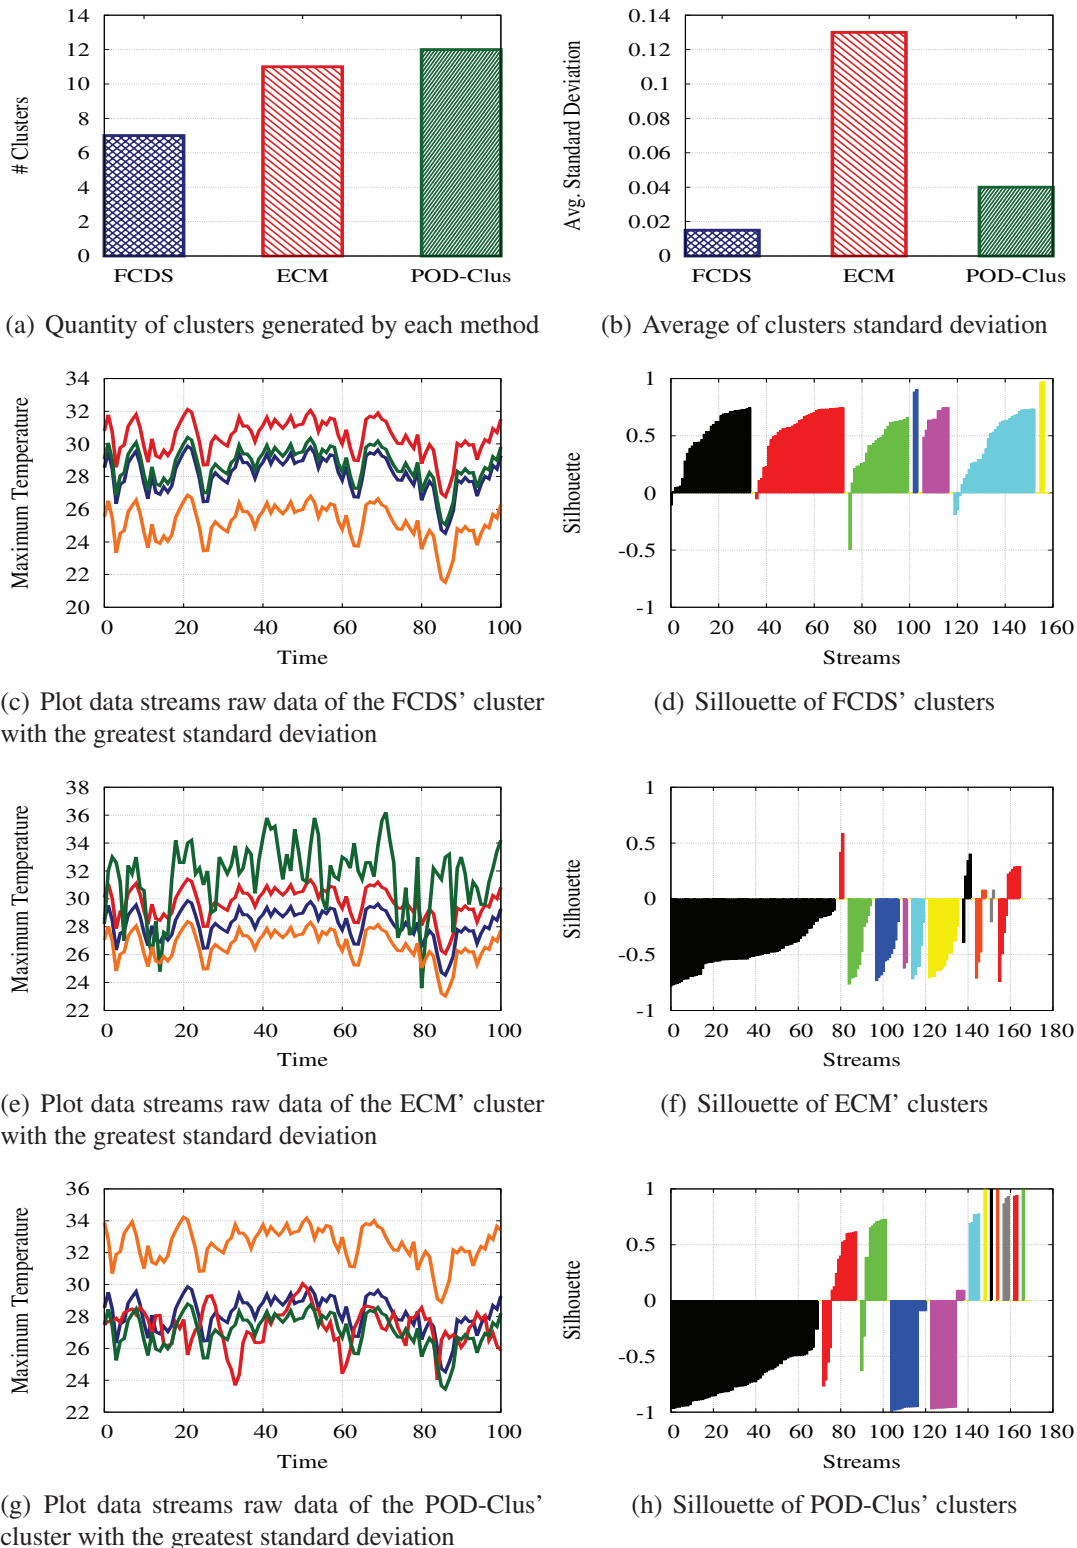 14
12
10
8
6
4
2
0
# Clusters
FCDS ECM POD-Clus
(a) Quantity of clusters generated by each method
0.14
0.12
0.1
0.08
0.06
0.04
0.02
0
Avg. Standard Deviation
FCDS ECM POD-Clus
(b) Average of clusters standard deviation
34
32
30
28
26
24
22
20
Maximum Temperature
0 20 40 60 80 100
Time
(c) Plot data streams raw data of the FCDS' cluster
with the greatest standard deviation
1
0.5
0
-0.5
-1
Silhouette
0 20 40 60 80 100 120 140 160
Streams
(d) Sillouette of FCDS' clusters
38
36
34
32
30
28
26
24
22
Maximum Temperature
0 20 40 60 80 100
Time
(e) Plot data streams raw data of the ECM' cluster
with the greatest standard deviation
1
0.5
0
-0.5
-1
Silhouette
0 20 40 60 80 100 120 140 160 180
Streams
(f) Sillouette of ECM' clusters
36
34
32
30
28
26
24
22
Maximum Temperature
0 20 40 60 80 100
Time
(g) Plot data streams raw data of the POD-Clus'
cluster with the greatest standard deviation
1
0.5
0
-0.5
-1
Silhouette
0 20 40 60 80 100 120 140 160 180
Streams
(h) Sillouette of POD-Clus' clusters